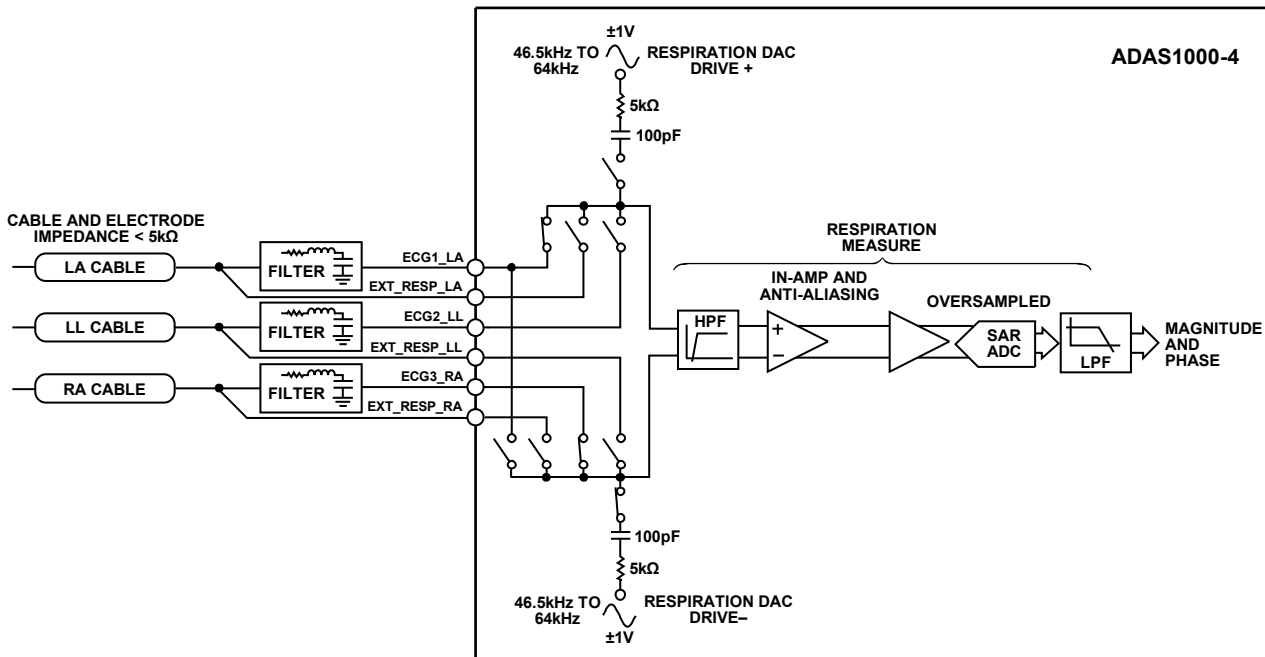 ±1V
46.5kHz TO
64kHz
RESPIRATION DAC
DRIVE +
ADAS1000-4
5kΩ
100pF
CABLE AND ELECTRODE
IMPEDANCE < 5kΩ
RESPIRATION
MEASURE
LA CABLE
FILTER
ECG1_LA
EXT_RESP_LA
IN-AMP AND
ANTI-ALIASING
OVERSAMPLED
LL CABLE
FILTER
ECG2_LL
EXT_RESP_LL
HPF
+
−
SAR
ADC
LPF
MAGNITUDE
AND
PHASE
RA CABLE
FILTER
ECG3_RA
EXT_RESP_RA
100pF
5kΩ
46.5kHz TO
64kHz
RESPIRATION DAC
DRIVE–
±1V